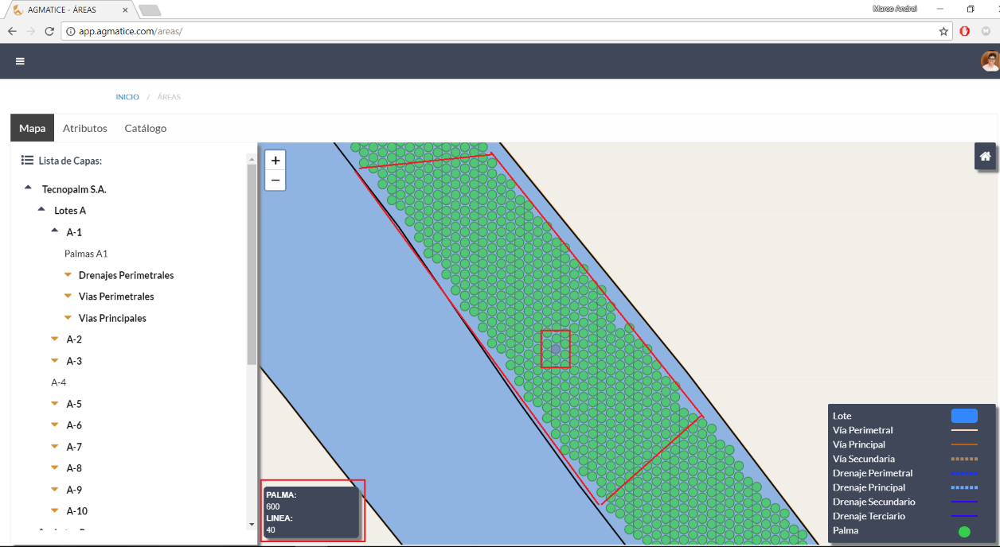 AGMATICE - ÁREAS
Marco Andrei
app.agmatice.com/areas/
INICIO / ÁREAS
Mapa Atributos Catálogo
Lista de Capas:
Tecnopalm S.A.
Lotes A
A-1
Palmas A1
Drenajes Perimetrales
Vias Perimetrales
Vias Principales
A-2
A-3
A-4
A-5
A-6
A-7
A-8
A-9
A-10
+
−
PALMA:
600
LINEA:
40
Lote
Vía Perimetral
Vía Principal
Vía Secundaria
Drenaje Perimetral
Drenaje Principal
Drenaje Secundario
Drenaje Terciario
Palma